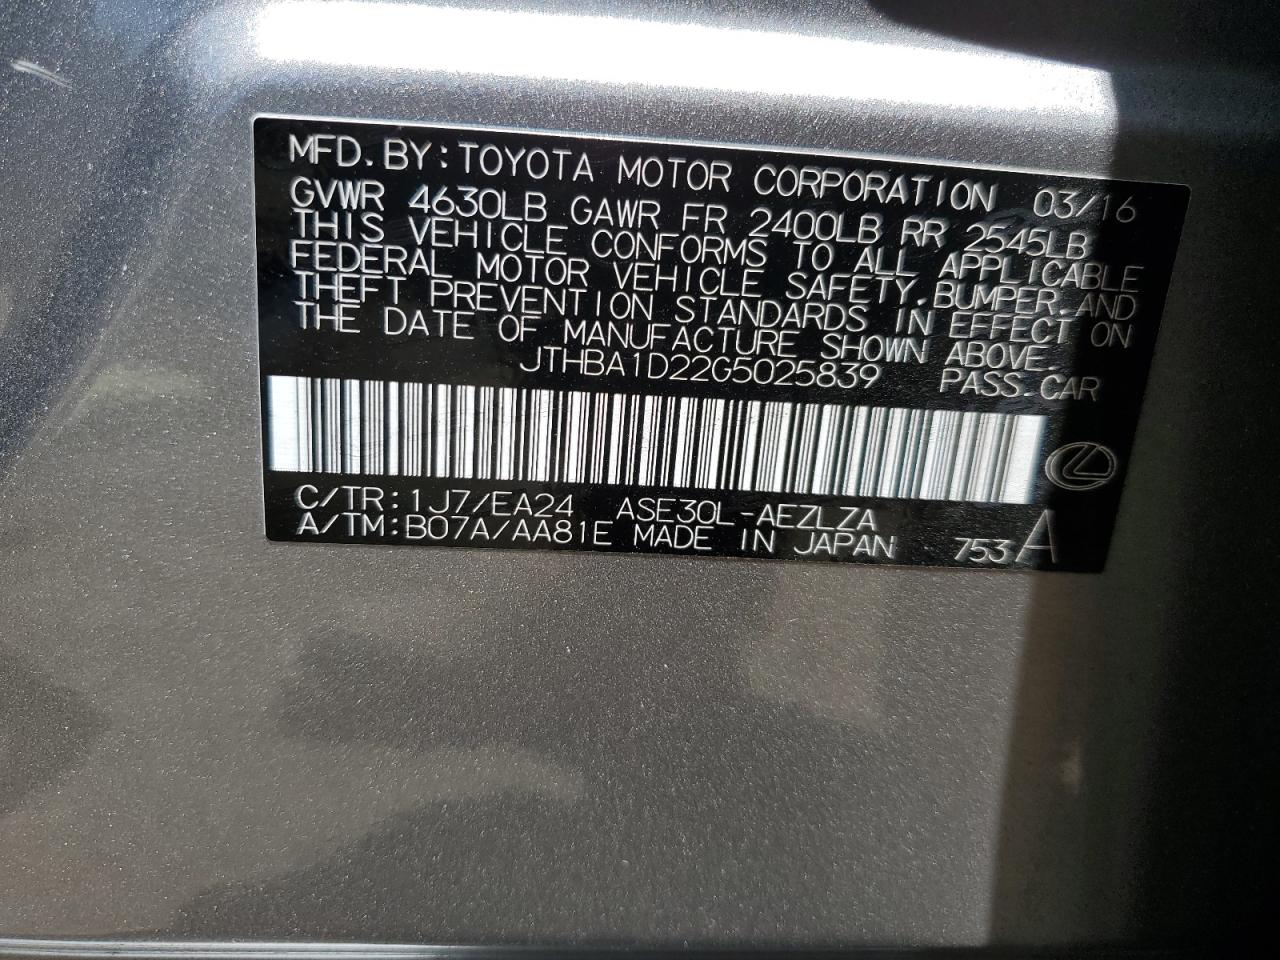 MFD.BY:TOYOTA MOTOR CORPORATION 03/16
GVWR 4630LB GAWR FR 2400LB RR 2545LB
THIS VEHICLE CONFORMS TO ALL APPLICABLE
FEDERAL MOTOR VEHICLE SAFETY,BUMPER,AND
THEFT PREVENTION STANDARDS IN EFFECT ON
THE DATE OF MANUFACTURE SHOWN ABOVE.
JTHBA1D22G5025839 PASS.CAR
C/TR:1J7/EA24 ASE30L-AEZLZA
A/TM:B07A/AA81E MADE IN JAPAN 753A